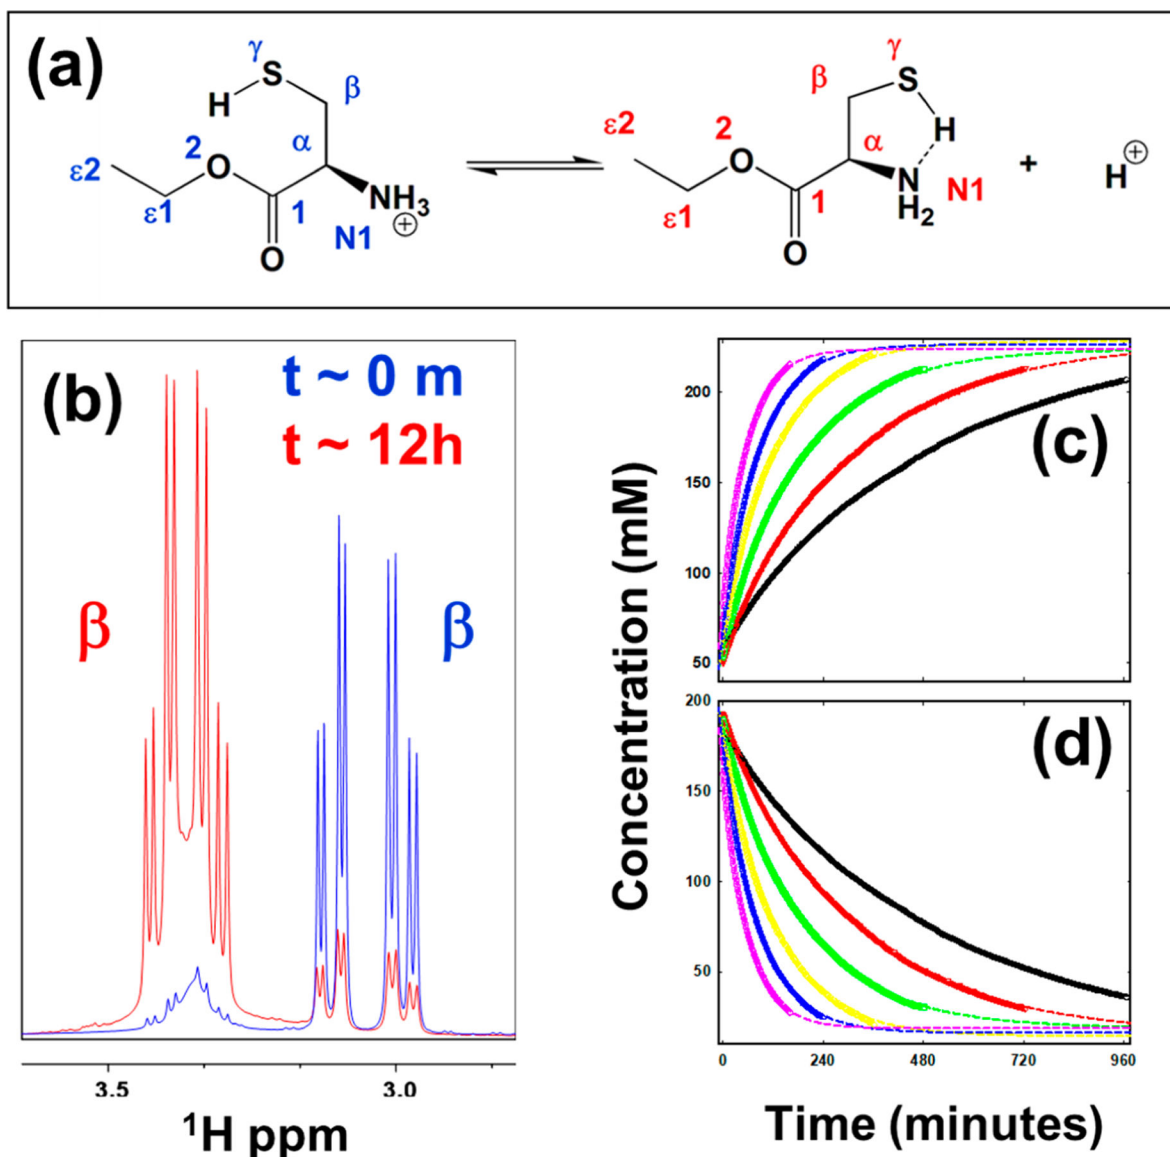 (a)
γ
S
H
β
2
O
α
ε2
ε1
1
NH3
⊕
N1
O
γ
β
S
H
ε2
2
O
α
N
H2
N1
ε1
1
O
+
H⊕
(b)
t ~ 0 m
t ~ 12h
β
β
3.5
3.0
1H ppm
Concentration (mM)
200
150
100
50
(c)
200
150
100
50
(d)
0
240
480
720
960
Time (minutes)